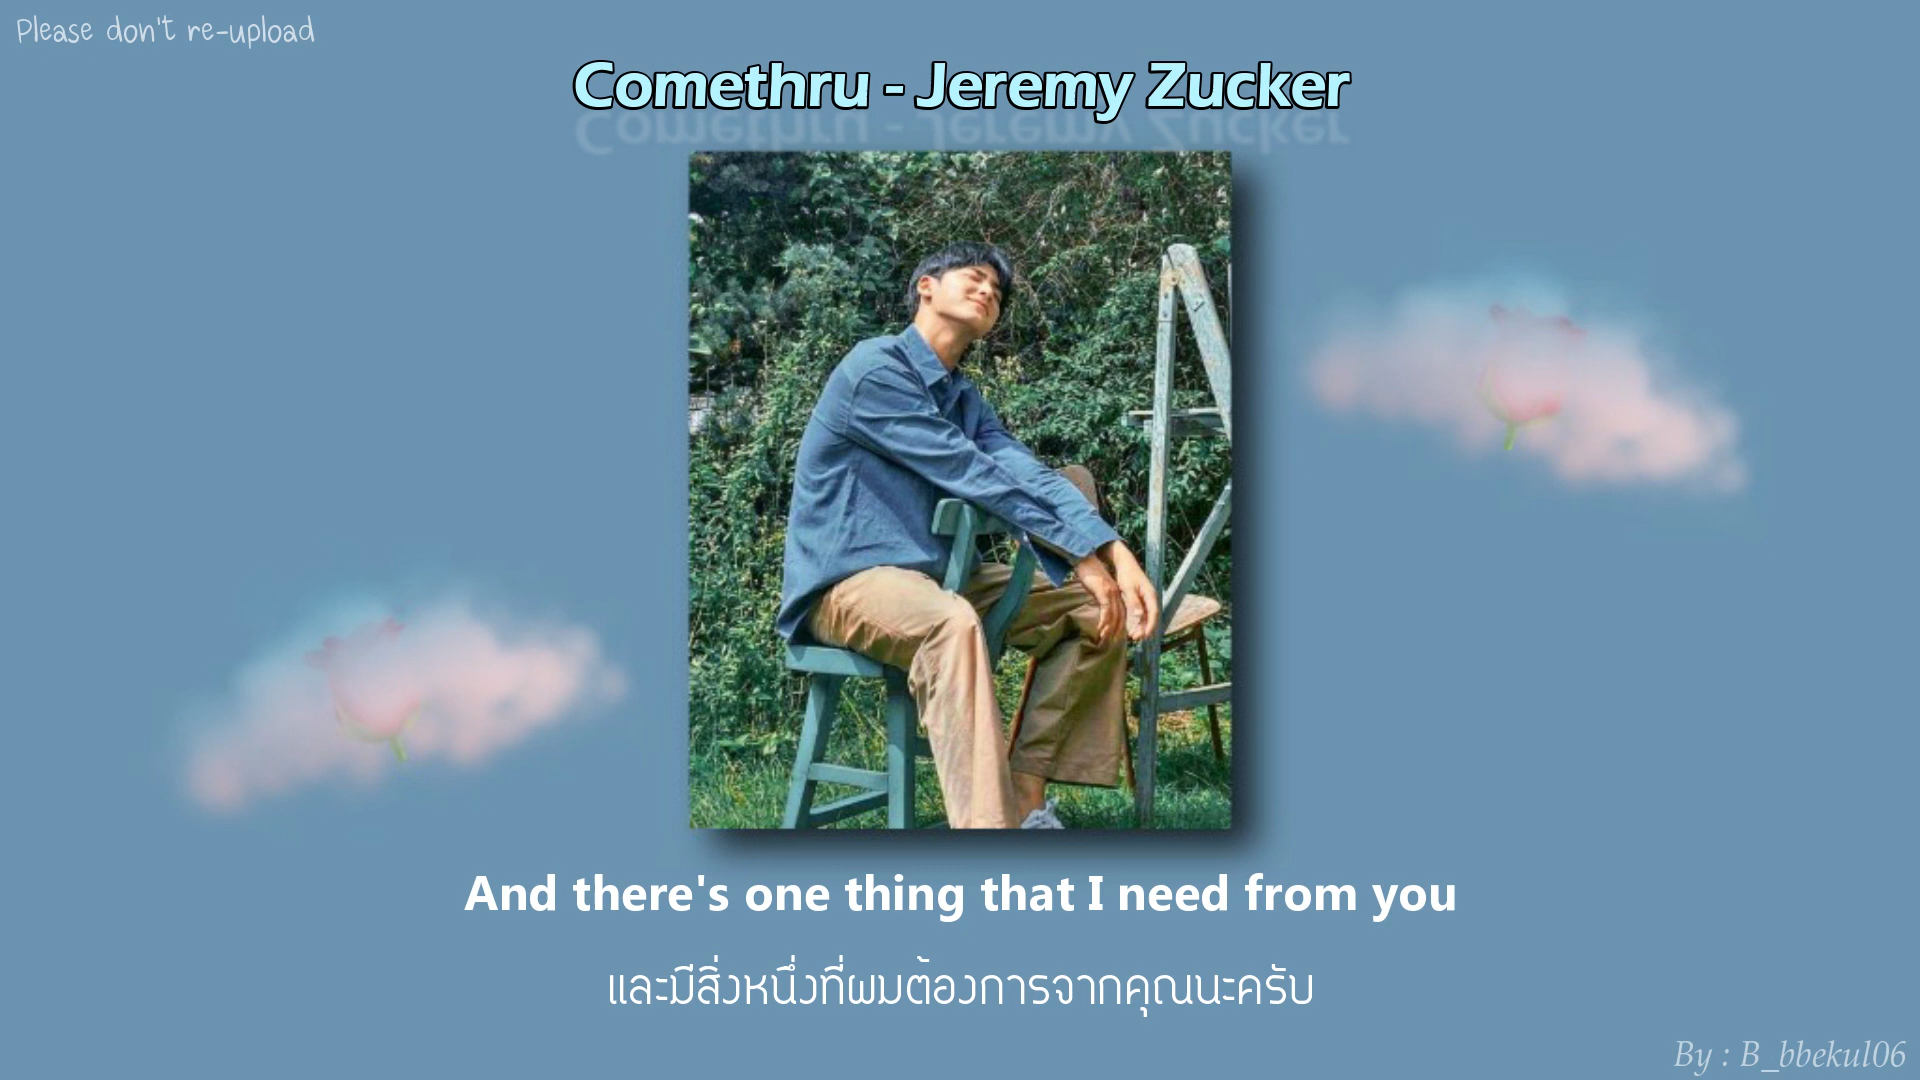 Please don't re-upload
Comethru - Jeremy Zucker
And there's one thing that I need from you
และมีสิ่งหนึ่งที่ผมต้องการจากคุณนะครับ
By : B_bbekul06